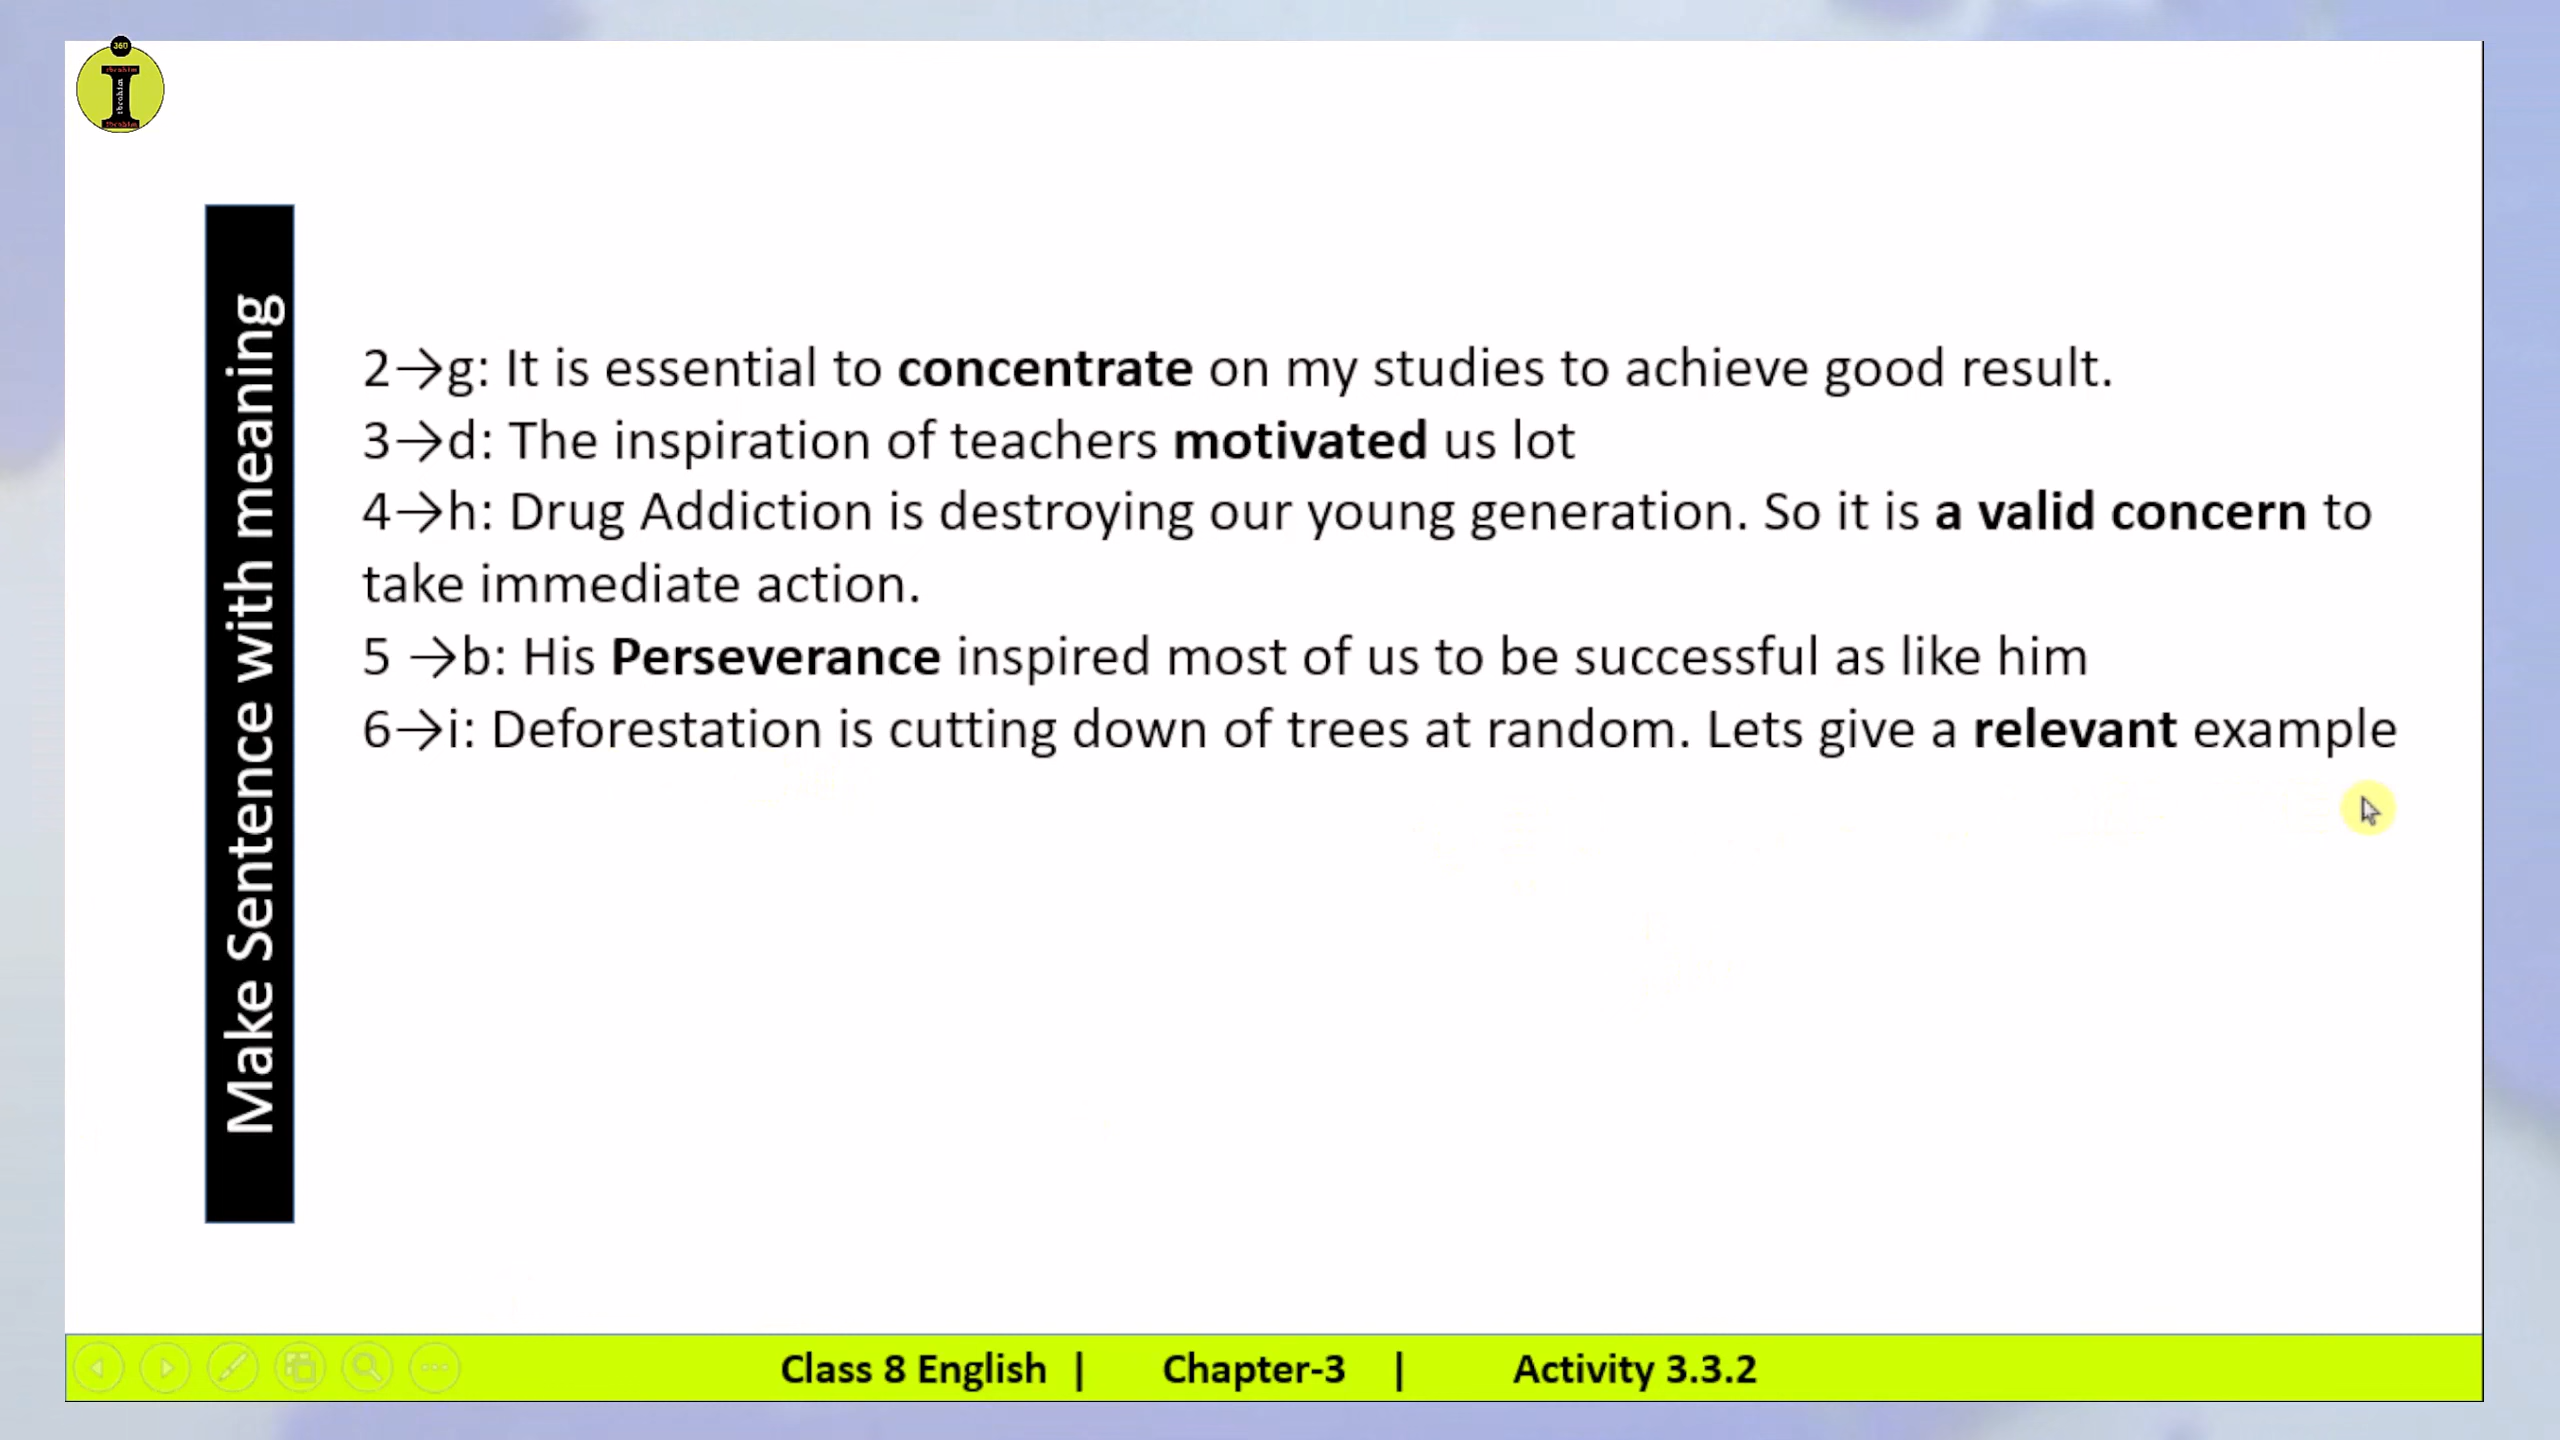 360
Ibrahim
Ibrahim
Ibrahim
Make Sentence with meaning
2→g: It is essential to concentrate on my studies to achieve good result.
3→d: The inspiration of teachers motivated us lot
4→h: Drug Addiction is destroying our young generation. So it is a valid concern to
take immediate action.
5 →b: His Perseverance inspired most of us to be successful as like him
6→i: Deforestation is cutting down of trees at random. Lets give a relevant example
Class 8 English | Chapter-3 | Activity 3.3.2